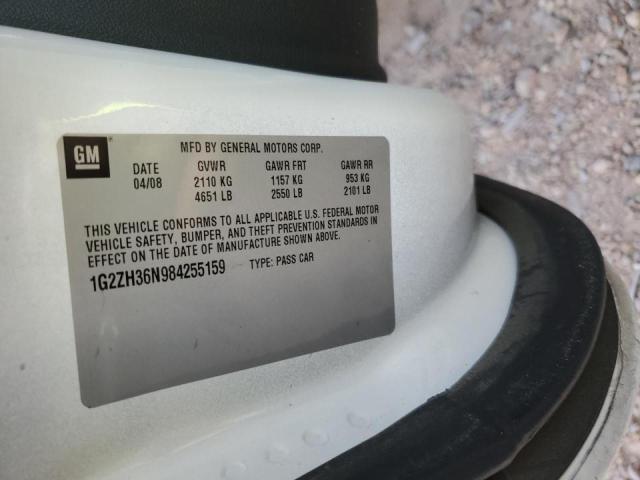 GM
MFD BY GENERAL MOTORS CORP.
DATE GVWR GAWR FRT GAWR RR
04/08 2110 KG 1157 KG 953 KG
4651 LB 2550 LB 2101 LB
THIS VEHICLE CONFORMS TO ALL APPLICABLE U.S. FEDERAL MOTOR
VEHICLE SAFETY, BUMPER, AND THEFT PREVENTION STANDARDS IN
EFFECT ON THE DATE OF MANUFACTURE SHOWN ABOVE.
1G2ZH36N984255159 TYPE: PASS CAR